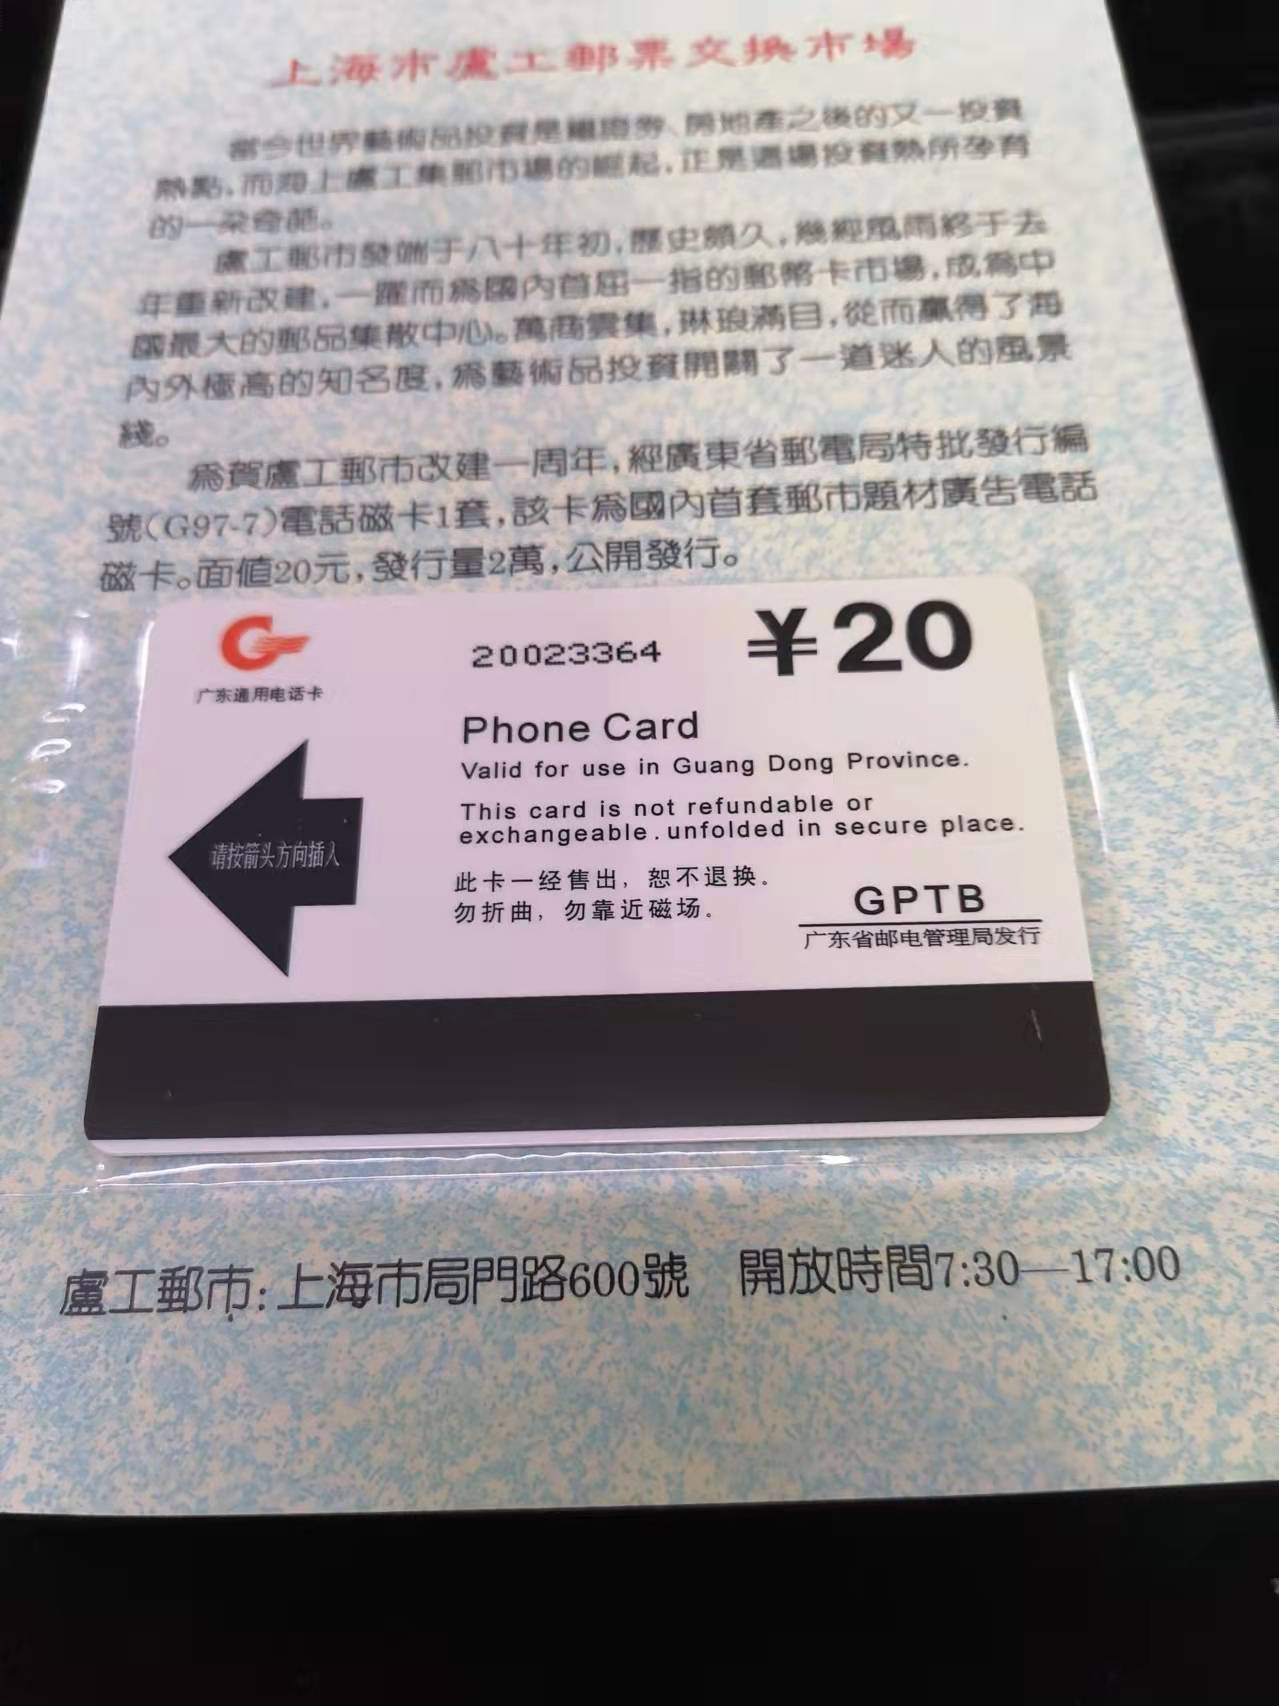 上海市盧工郵票交換市場
當今世界藝術品投資是繼證券、房地產之後的又一投資
熱點,而海上盧工集郵市場的崛起,正是這場投資熱所孕育
的一朵奇葩。
盧工郵市發端于八十年初,歷史頗久,幾經風雨終于去
年重新改建,一躍而為國內首屈一指的郵幣卡市場,成為中
國最大的郵品集散中心。萬商雲集,琳琅滿目,從而贏得了海
內外極高的知名度,為藝術品投資開闢了一道迷人的風景
綫。
為賀盧工郵市改建一周年,經廣東省郵電局特批發行編
號(G97-7)電話磁卡1套,該卡為國內首套郵市題材廣告電話
磁卡。面值20元,發行量2萬,公開發行。
广东通用电话卡
20023364
¥20
Phone Card
Valid for use in Guang Dong Province.
This card is not refundable or
exchangeable.unfolded in secure place.
请按箭头方向插入
此卡一经售出,恕不退换。
勿折曲,勿靠近磁场。
GPTB
广东省邮电管理局发行
盧工郵市:上海市局門路600號 開放時間7:30—17:00